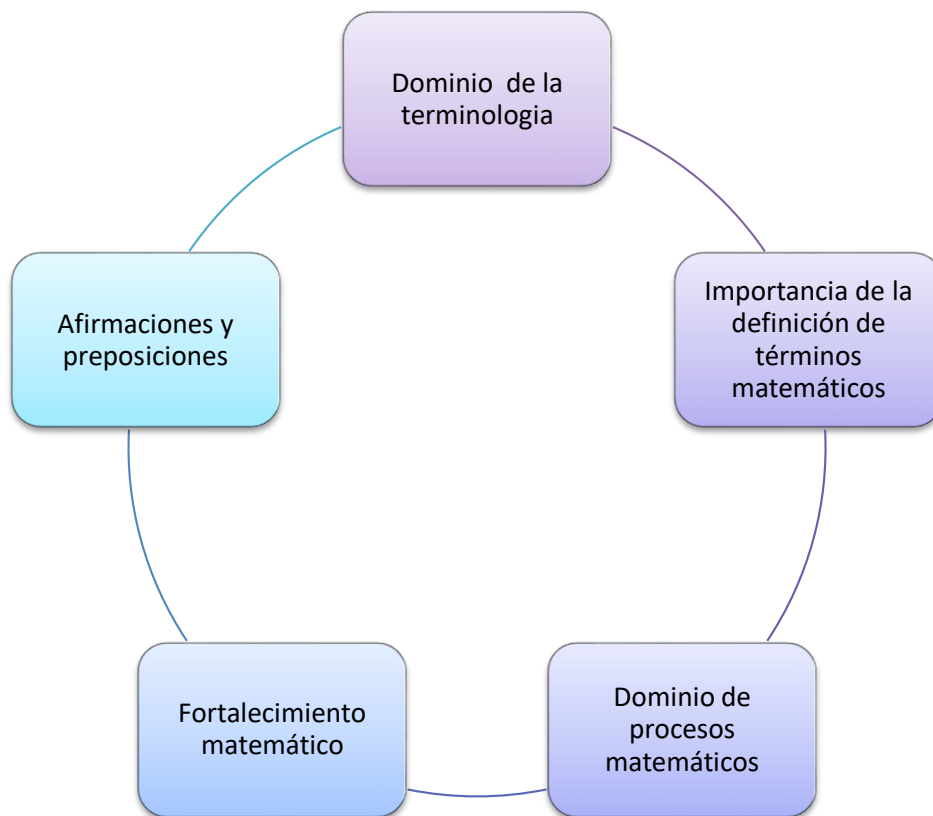 Dominio de la
terminologia
Importancia de la
definición de
términos
matemáticos
Dominio de
procesos
matemáticos
Fortalecimiento
matemático
Afirmaciones y
preposiciones